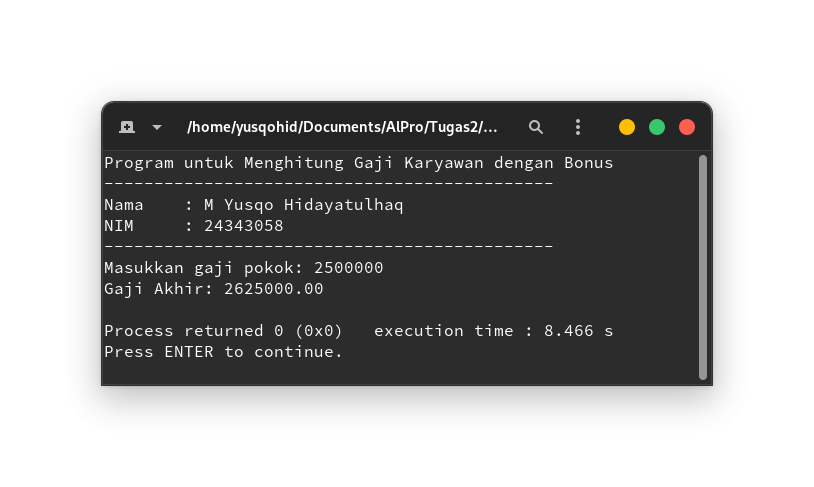 /home/yusqohid/Documents/AlPro/Tugas2/...
Program untuk Menghitung Gaji Karyawan dengan Bonus
---------------------------------------------
Nama    : M Yusqo Hidayatulhaq
NIM     : 24343058
---------------------------------------------
Masukkan gaji pokok: 2500000
Gaji Akhir: 2625000.00
Process returned 0 (0x0)   execution time : 8.466 s
Press ENTER to continue.